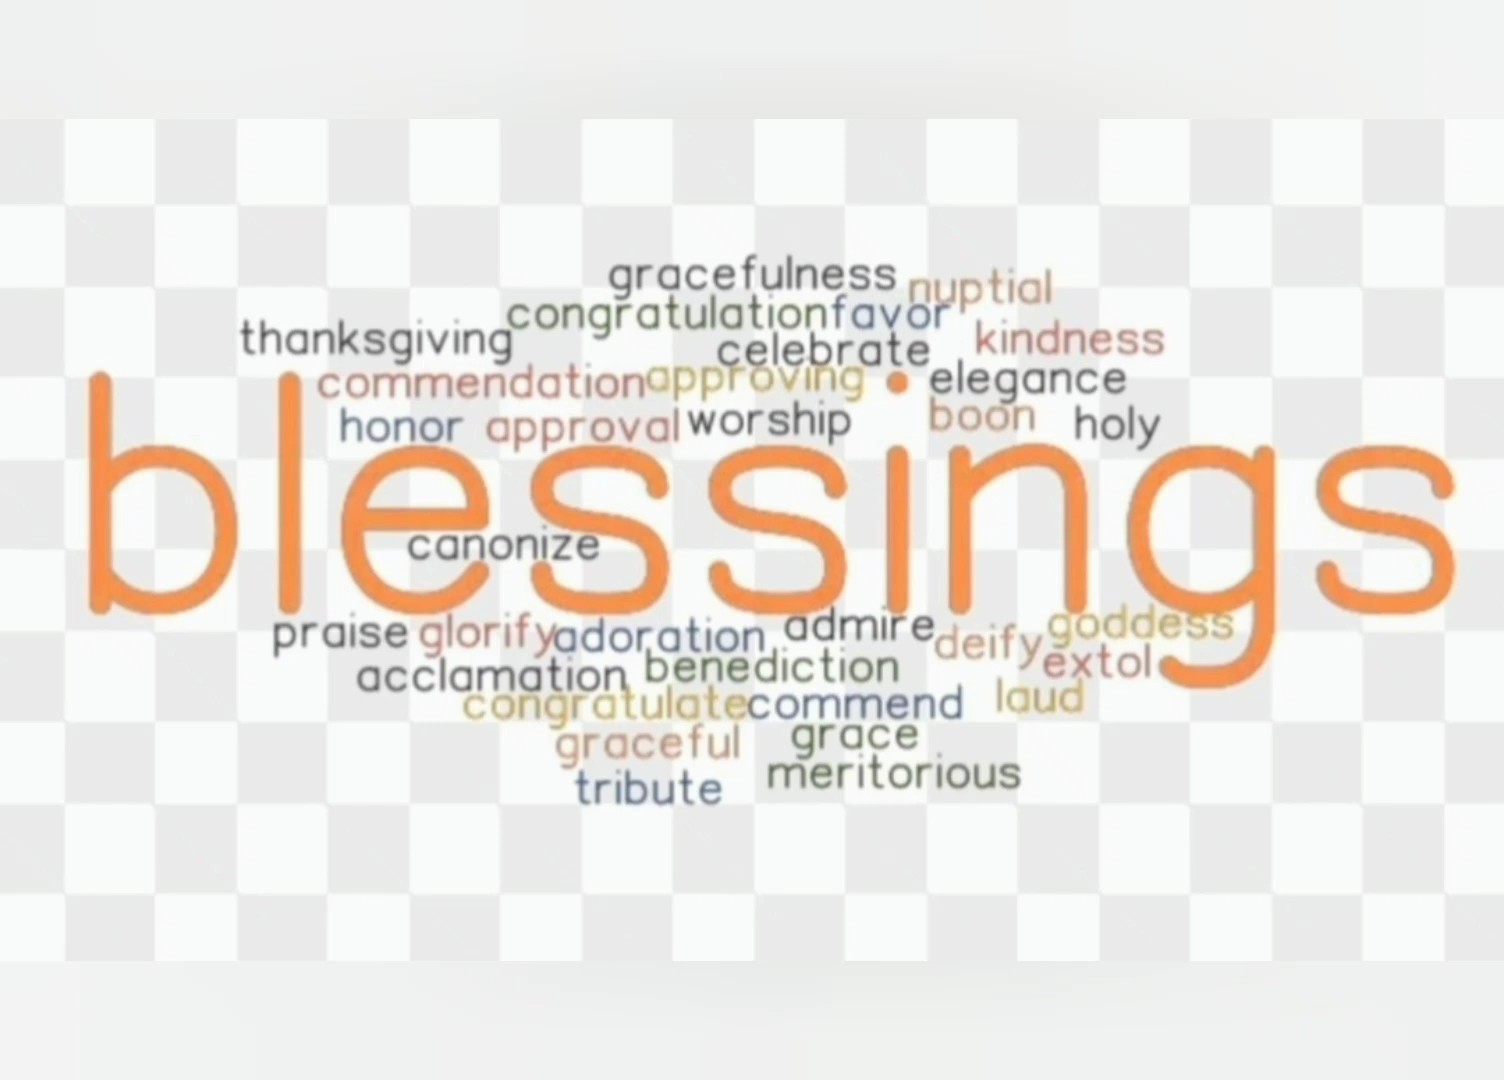 gracefulness nuptial
congratulation favor
thanksgiving celebrate kindness
commendation approving elegance
honor approval worship boon holy
blessings
canonize
praise glorify adoration admire deify goddess
acclamation benediction extol
congratulate commend laud
graceful grace
tribute meritorious